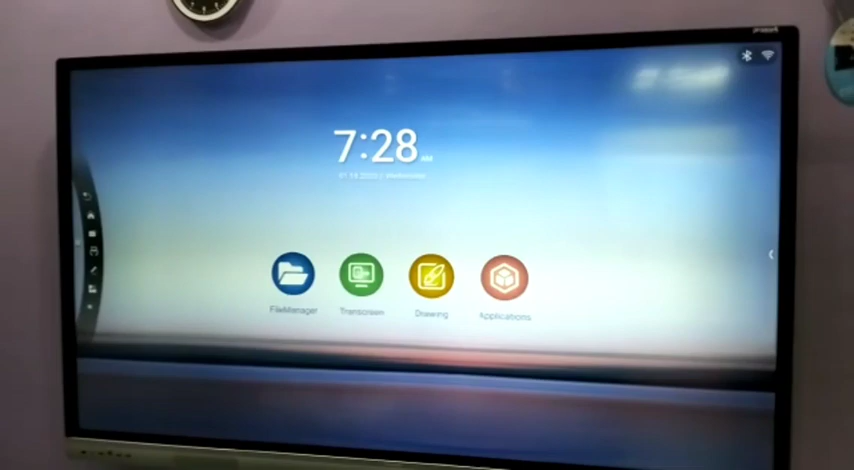 7:28 AM
FileManager
Transcreen
Drawing
Applications